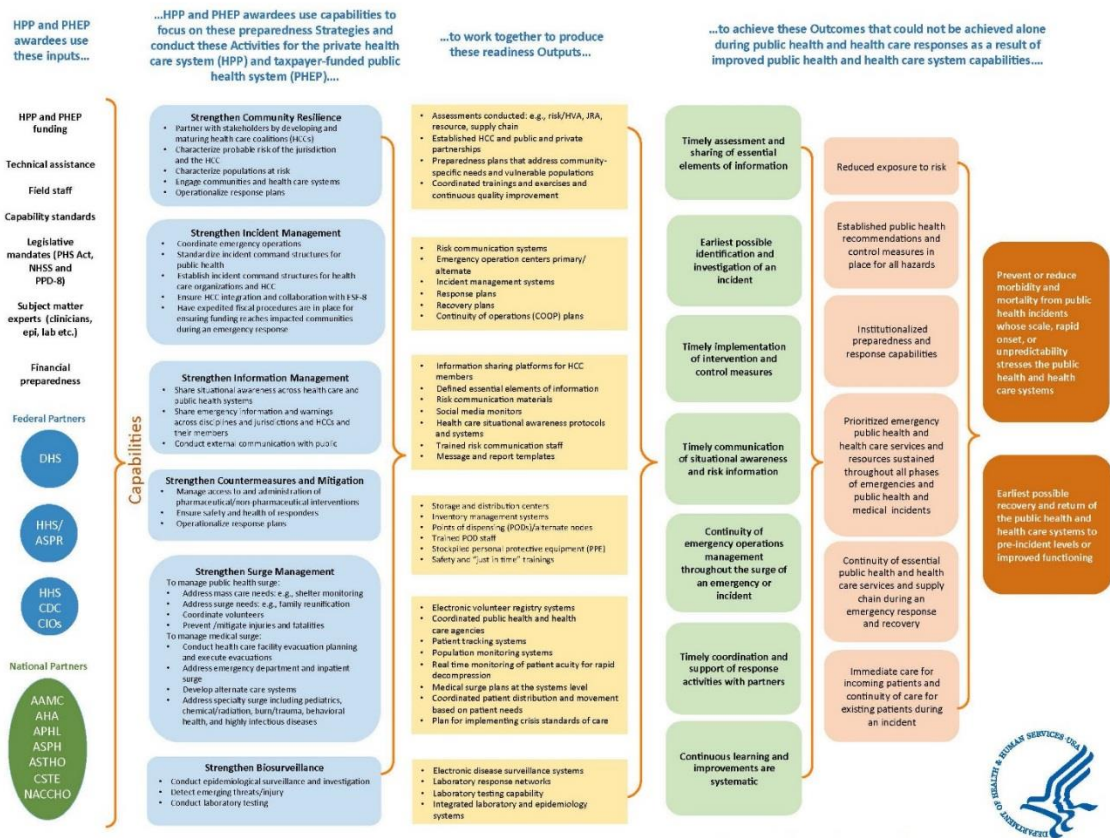 HPP and PHEP
awardees use
these inputs…
…HPP and PHEP awardees use capabilities to
focus on these preparedness Strategies and
conduct these Activities for the private health
care system (HPP) and taxpayer-funded public
health system (PHEP)….
…to work together to produce
these readiness Outputs…
…to achieve these Outcomes that could not be achieved alone
during public health and health care responses as a result of
improved public health and health care system capabilities….
HPP and PHEP
funding
Technical assistance
Field staff
Capability standards
Legislative
mandates (PHS Act,
NHSS and
PPD-8)
Subject matter
experts (clinicians,
epi, lab etc.)
Financial
preparedness
Federal Partners
DHS
HHS/
ASPR
HHS
CDC
CIOs
National Partners
AAMC
AHA
APHL
ASPH
ASTHO
CSTE
NACCHO
Capabilities
Strengthen Community Resilience
• Partner with stakeholders by developing and
maturing health care coalitions (HCCs)
• Characterize probable risk of the jurisdiction
and the HCC
• Characterize populations at risk
• Engage communities and health care systems
• Operationalize response plans
Strengthen Incident Management
• Coordinate emergency operations
• Standardize incident command structures for
public health
• Establish incident command structures for health
care organizations and HCC
• Ensure HCC integration and collaboration with ESF-8
• Have expedited fiscal procedures are in place for
ensuring funding reaches impacted communities
during an emergency response
Strengthen Information Management
• Share situational awareness across health care and
public health systems
• Share emergency information and warnings
across disciplines and jurisdictions and HCCs and
their members
• Conduct external communication with public
Strengthen Countermeasures and Mitigation
• Manage access to and administration of
pharmaceutical/non-pharmaceutical interventions
• Ensure safety and health of responders
• Operationalize response plans
Strengthen Surge Management
To manage public health surge:
• Address mass care needs: e.g., shelter monitoring
• Address surge needs: e.g., family reunification
• Coordinate volunteers
• Prevent /mitigate injuries and fatalities
To manage medical surge:
• Conduct health care facility evacuation planning
and execute evacuations
• Address emergency department and inpatient
surge
• Develop alternate care systems
• Address specialty surge including pediatrics,
chemical/radiation, burn/trauma, behavioral
health, and highly infectious diseases
Strengthen Biosurveillance
• Conduct epidemiological surveillance and investigation
• Detect emerging threats/injury
• Conduct laboratory testing
• Assessments conducted: e.g., risk/HVA, JRA,
resource, supply chain
• Established HCC and public and private
partnerships
• Preparedness plans that address community-
specific needs and vulnerable populations
• Coordinated trainings and exercises and
continuous quality improvement
• Risk communication systems
• Emergency operation centers primary/
alternate
• Incident management systems
• Response plans
• Recovery plans
• Continuity of operations (COOP) plans
• Information sharing platforms for HCC
members
• Defined essential elements of information
• Risk communication materials
• Social media monitors
• Health care situational awareness protocols
and systems
• Trained risk communication staff
• Message and report templates
• Storage and distribution centers
• Inventory management systems
• Points of dispensing (PODs)/alternate nodes
• Trained POD staff
• Stockpiled personal protective equipment (PPE)
• Safety and “just in time” trainings
• Electronic volunteer registry systems
• Coordinated public health and health
care agencies
• Patient tracking systems
• Population monitoring systems
• Real time monitoring of patient acuity for rapid
decompression
• Medical surge plans at the systems level
• Coordinated patient distribution and movement
based on patient needs
• Plan for implementing crisis standards of care
• Electronic disease surveillance systems
• Laboratory response networks
• Laboratory testing capability
• Integrated laboratory and epidemiology
systems
Timely assessment and
sharing of essential
elements of information
Earliest possible
identification and
investigation of an
incident
Timely implementation of
intervention and
control measures
Timely communication
of situational awareness
and risk information
Continuity of
emergency operations
management
throughout the surge of
an emergency or
incident
Timely coordination and
support of response
activities with partners
Continuous learning and
improvements are
systematic
Reduced exposure to risk
Established public health
recommendations and
control measures in
place for all hazards
Institutionalized
preparedness and
response capabilities
Prioritized emergency
public health and
health care services and
resources sustained
throughout all phases
of emergencies and
public health and
medical incidents
Continuity of essential
public health and health
care services and supply
chain during an
emergency response
and recovery
Immediate care for
incoming patients and
continuity of care for
existing patients during
an incident
Prevent or reduce
morbidity and
mortality from public
health incidents
whose scale, rapid
onset, or
unpredictability
stresses the public
health and health
care systems
Earliest possible
recovery and return of
the public health and
health care systems to
pre-incident levels or
improved functioning
DEPARTMENT OF HEALTH & HUMAN SERVICES·USA